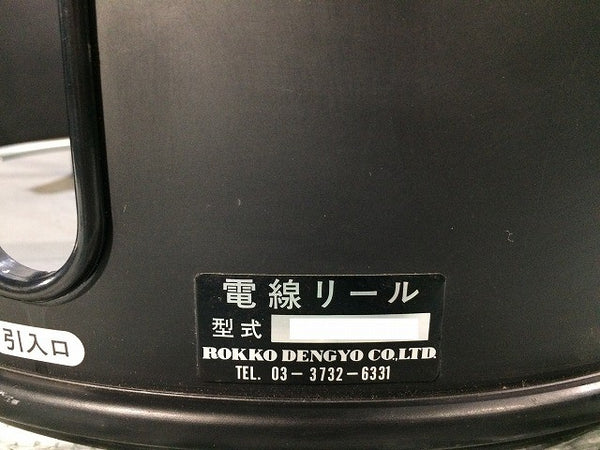 電線リール
型式
ROKKO DENGYO CO,LTD.
TEL. 03-3732-6331
引入口